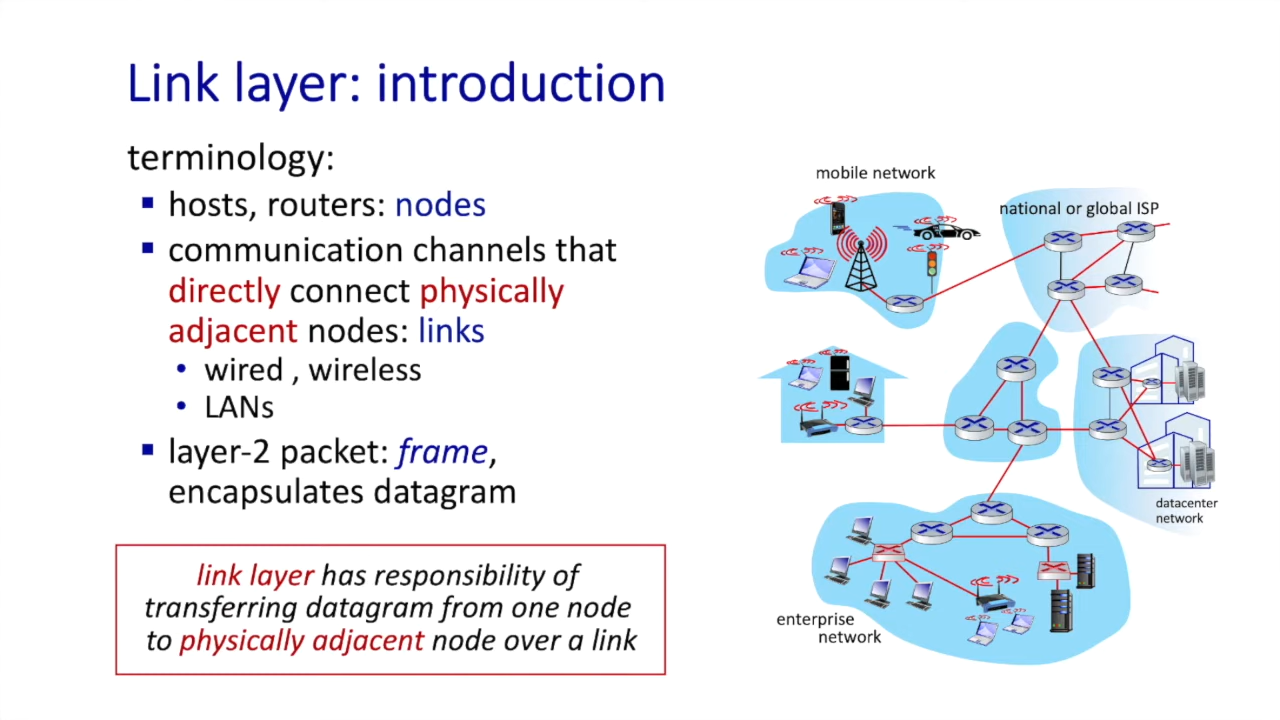 Link layer: introduction
terminology:
▪ hosts, routers: nodes
▪ communication channels that
directly connect physically
adjacent nodes: links
• wired , wireless
• LANs
▪ layer-2 packet: frame,
encapsulates datagram
link layer has responsibility of
transferring datagram from one node
to physically adjacent node over a link
mobile network
national or global ISP
datacenter
network
enterprise
network